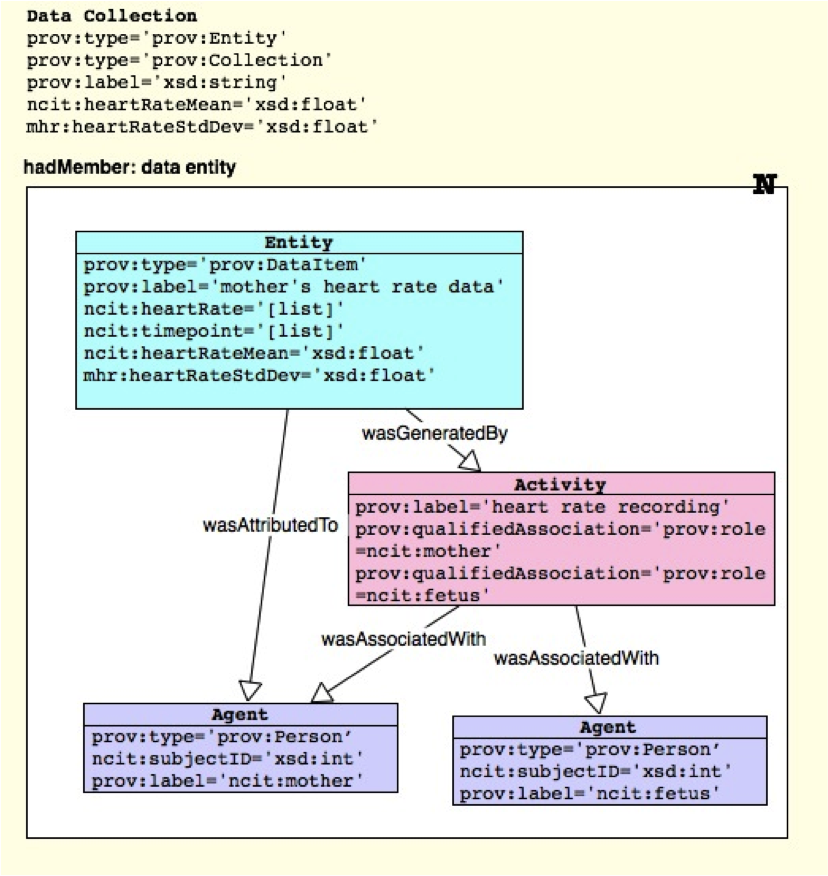 Data Collection
prov:type='prov:Entity'
prov:type='prov:Collection'
prov:label='xsd:string'
ncit:heartRateMean='xsd:float'
mhr:heartRateStdDev='xsd:float'
hadMember: data entity
N
Entity
prov:type='prov:DataItem'
prov:label='mother's heart rate data'
ncit:heartRate='[list]'
ncit:timepoint='[list]'
ncit:heartRateMean='xsd:float'
mhr:heartRateStdDev='xsd:float'
wasGeneratedBy
Activity
prov:label='heart rate recording'
prov:qualifiedAssociation='prov:role
=ncit:mother'
prov:qualifiedAssociation='prov:role
=ncit:fetus'
wasAttributedTo
wasAssociatedWith
wasAssociatedWith
Agent
prov:type='prov:Person’
ncit:subjectID='xsd:int'
prov:label='ncit:mother'
Agent
prov:type='prov:Person’
ncit:subjectID='xsd:int'
prov:label='ncit:fetus'